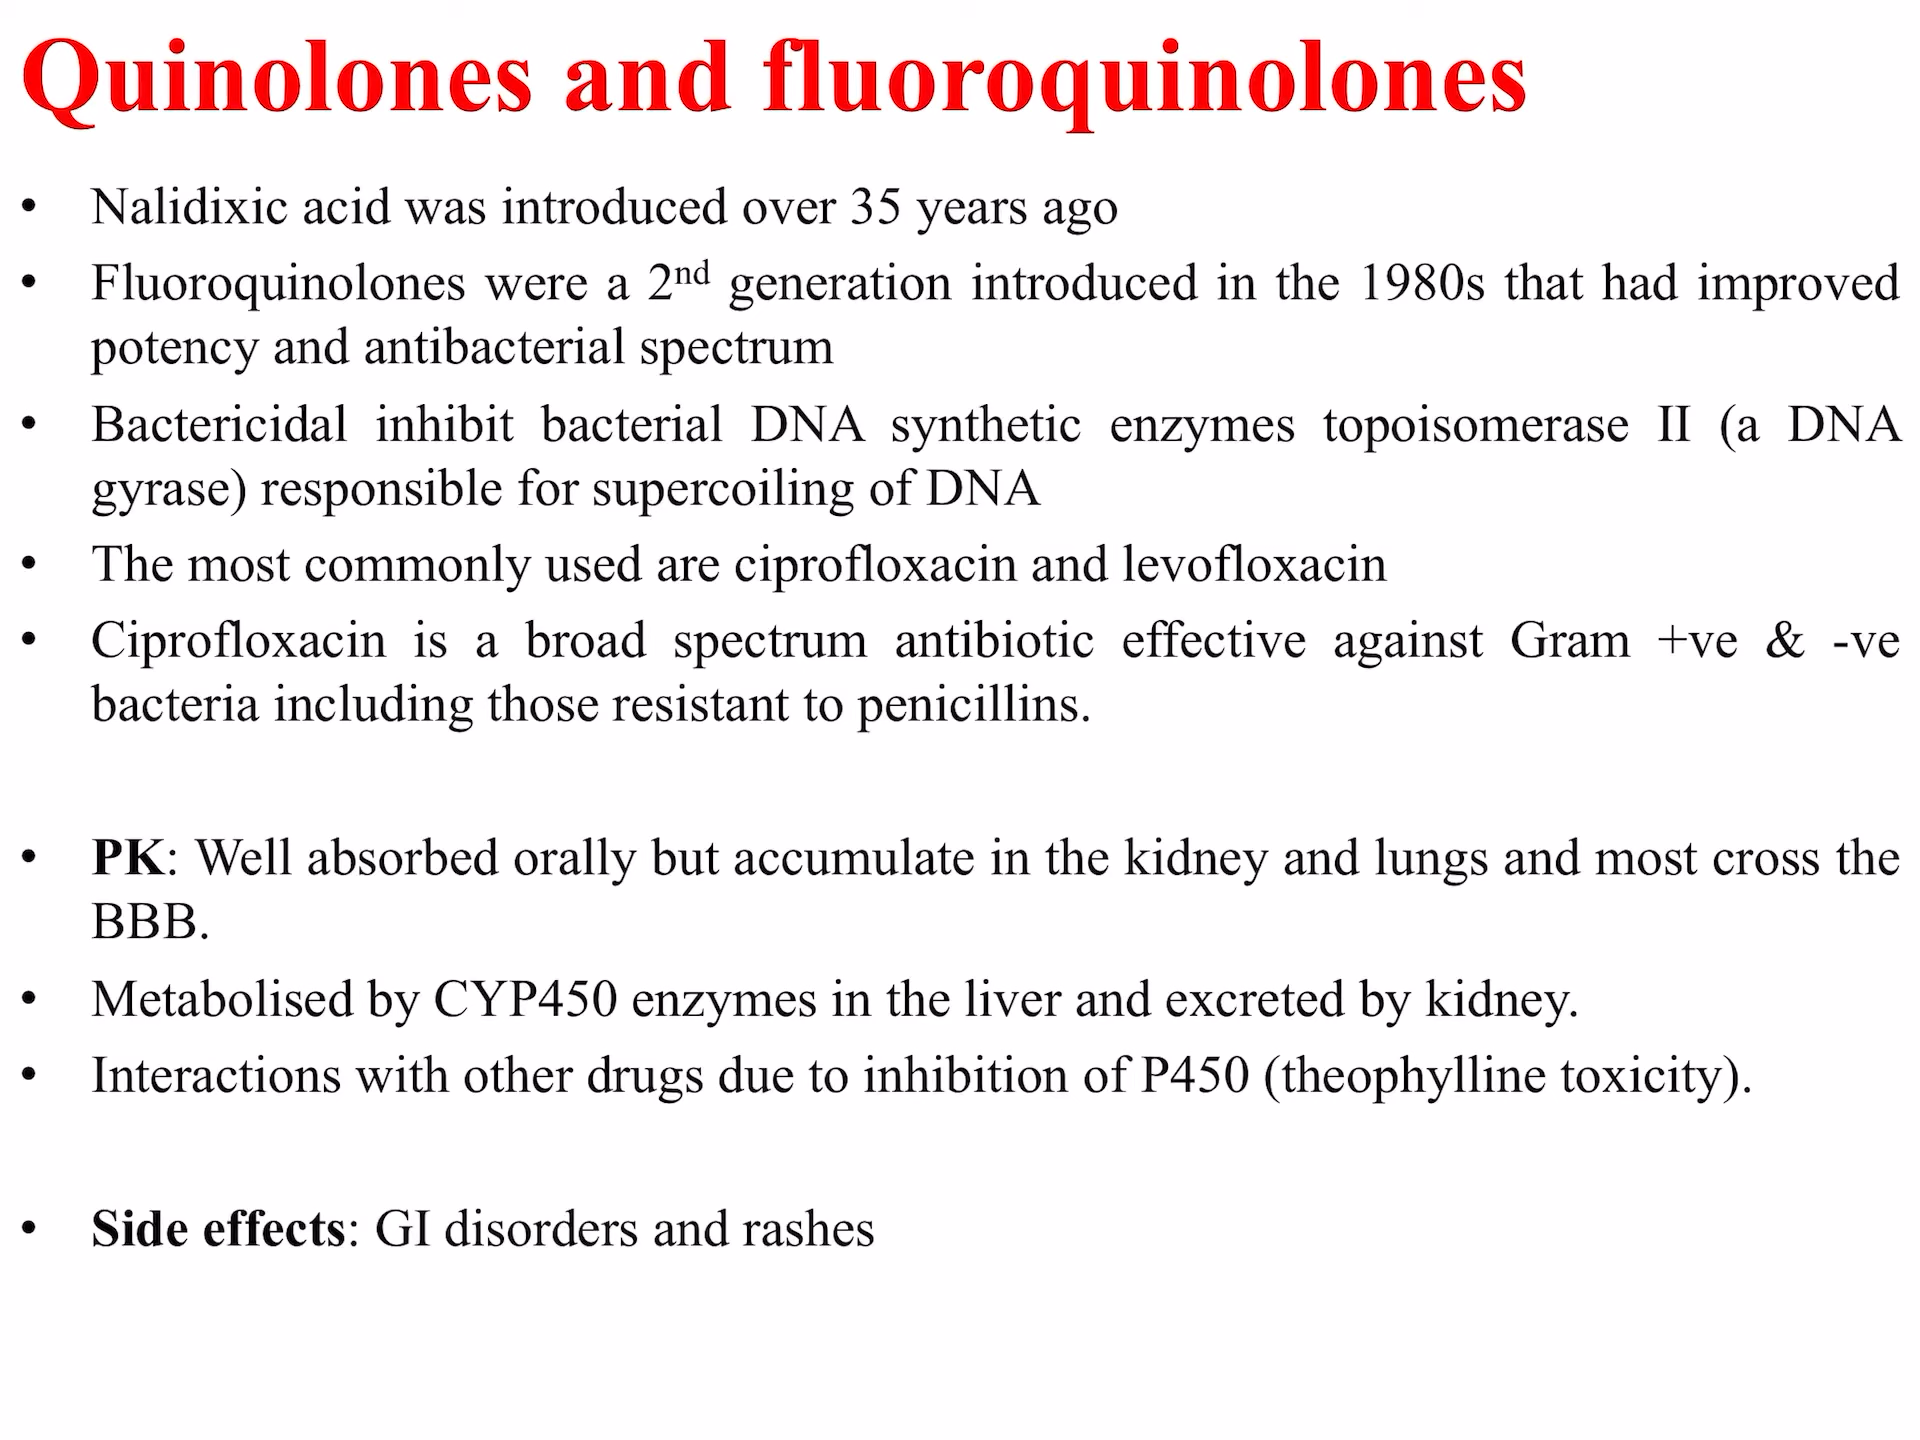 Quinolones and fluoroquinolones
• Nalidixic acid was introduced over 35 years ago
• Fluoroquinolones were a 2nd generation introduced in the 1980s that had improved
potency and antibacterial spectrum
• Bactericidal inhibit bacterial DNA synthetic enzymes topoisomerase II (a DNA
gyrase) responsible for supercoiling of DNA
• The most commonly used are ciprofloxacin and levofloxacin
• Ciprofloxacin is a broad spectrum antibiotic effective against Gram +ve & -ve
bacteria including those resistant to penicillins.
• PK: Well absorbed orally but accumulate in the kidney and lungs and most cross the
BBB.
• Metabolised by CYP450 enzymes in the liver and excreted by kidney.
• Interactions with other drugs due to inhibition of P450 (theophylline toxicity).
• Side effects: GI disorders and rashes